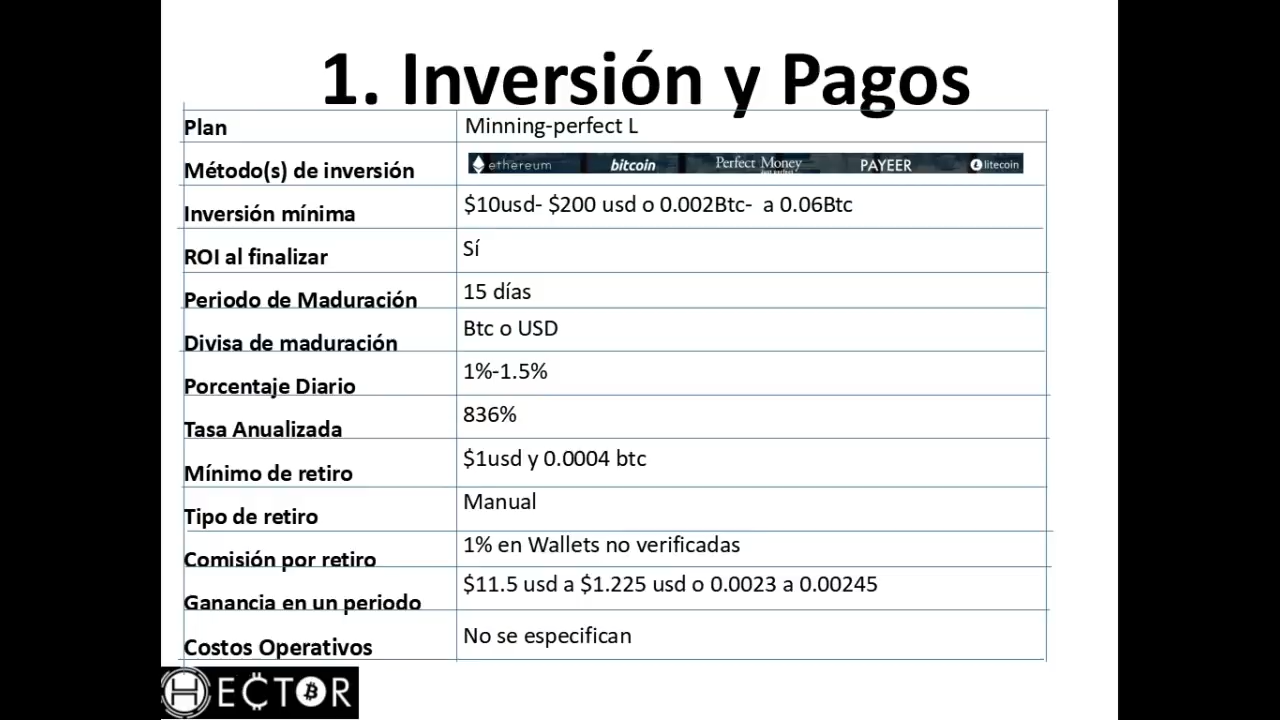 1. Inversión y Pagos
Plan
Minning-perfect L
Método(s) de inversión
ethereum bitcoin Perfect Money PAYEER litecoin
Inversión mínima
$10usd- $200 usd o 0.002Btc-  a 0.06Btc
ROI al finalizar
Sí
Periodo de Maduración
15 días
Divisa de maduración
Btc o USD
Porcentaje Diario
1%-1.5%
Tasa Anualizada
836%
Mínimo de retiro
$1usd y 0.0004 btc
Tipo de retiro
Manual
Comisión por retiro
1% en Wallets no verificadas
Ganancia en un periodo
$11.5 usd a $1.225 usd o 0.0023 a 0.00245
Costos Operativos
No se especifican
HECTOR